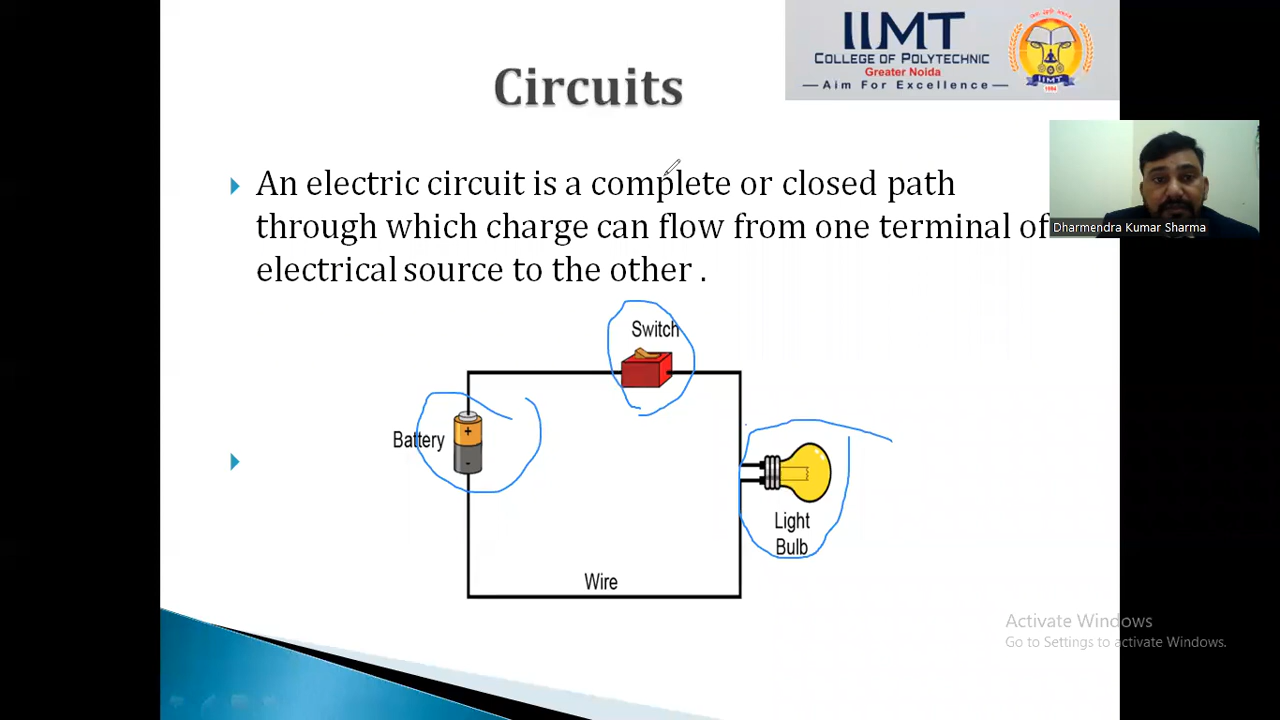 IIMT
COLLEGE OF POLYTECHNIC
Greater Noida
Aim For Excellence
IIMT
Circuits
An electric circuit is a complete or closed path
through which charge can flow from one terminal of
electrical source to the other .
Dharmendra Kumar Sharma
Switch
Battery
+
-
Light
Bulb
Wire
Activate Windows
Go to Settings to activate Windows.